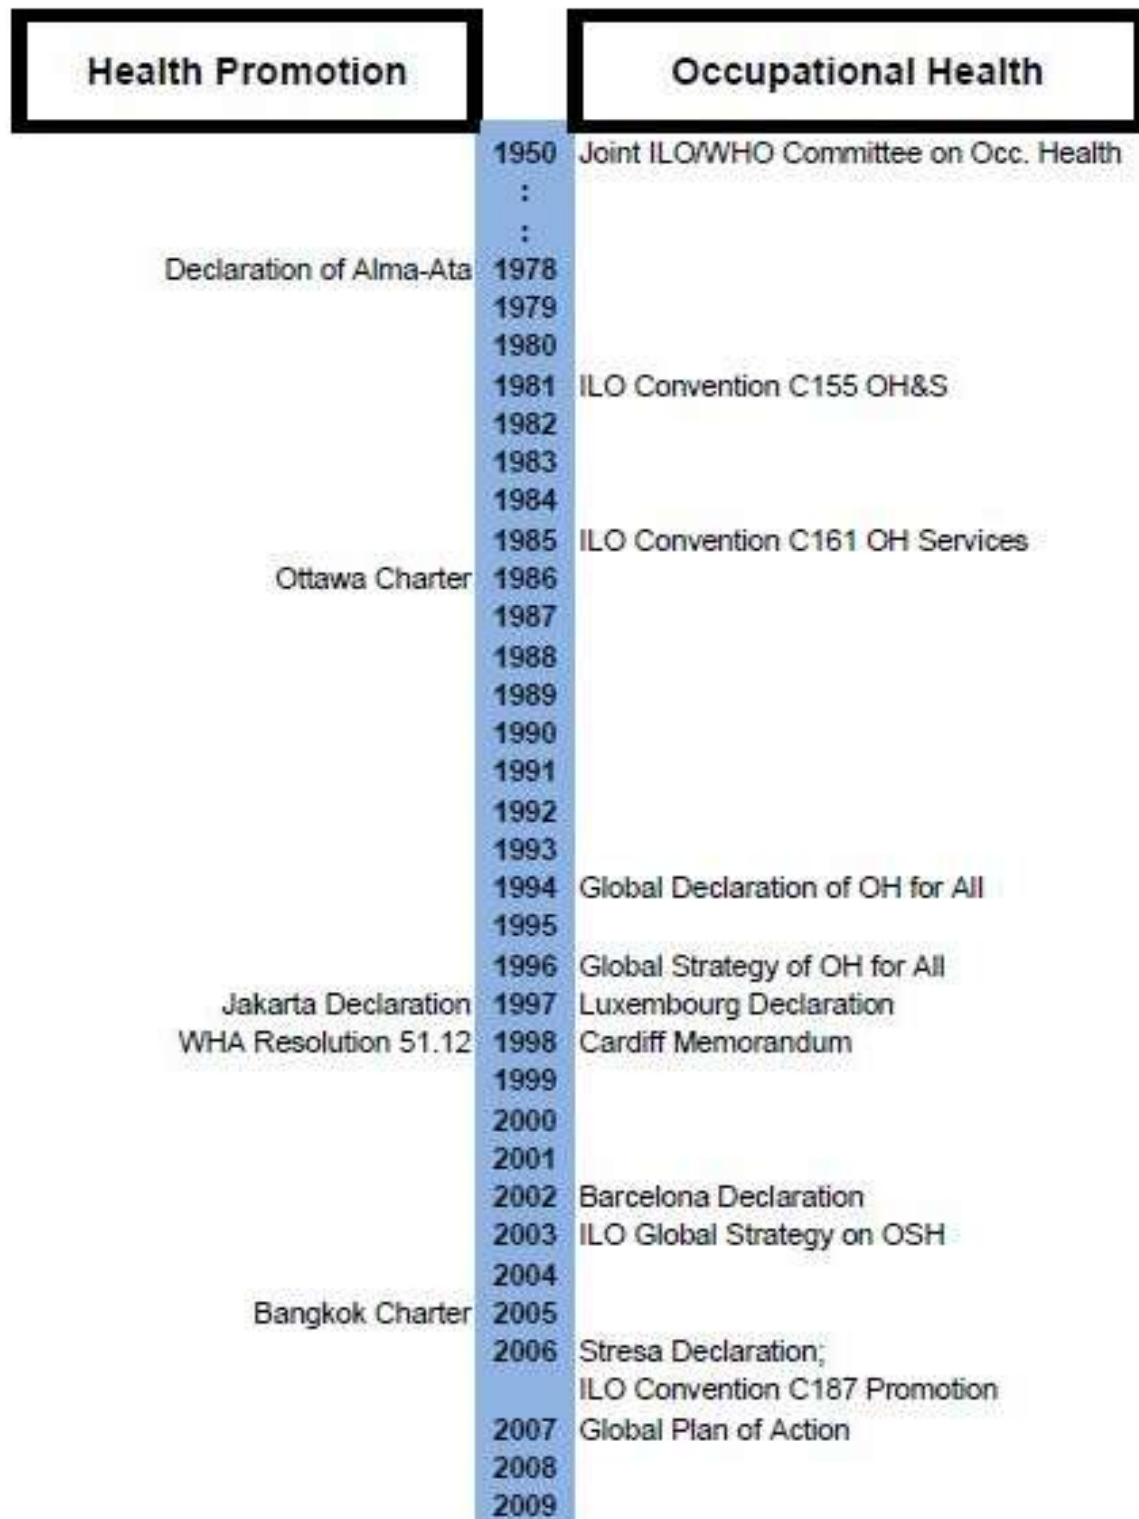 Health Promotion Occupational Health
1950 Joint ILO/WHO Committee on Occ. Health
:
:
Declaration of Alma-Ata 1978
1979
1980
1981 ILO Convention C155 OH&S
1982
1983
1984
1985 ILO Convention C161 OH Services
Ottawa Charter 1986
1987
1988
1989
1990
1991
1992
1993
1994 Global Declaration of OH for All
1995
1996 Global Strategy of OH for All
Jakarta Declaration 1997 Luxembourg Declaration
WHA Resolution 51.12 1998 Cardiff Memorandum
1999
2000
2001
2002 Barcelona Declaration
2003 ILO Global Strategy on OSH
2004
Bangkok Charter 2005
2006 Stresa Declaration;
ILO Convention C187 Promotion
2007 Global Plan of Action
2008
2009